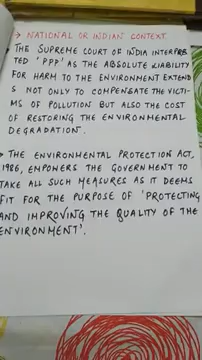 → NATIONAL OR INDIAN CONTEXT
• THE SUPREME COURT OF INDIA INTERPRE
TED 'PPP' AS THE ABSOLUTE LIABILITY
FOR HARM TO THE ENVIRONMENT EXTEND
S NOT ONLY TO COMPENSATE THE VICTI-
MS OF POLLUTION BUT ALSO THE COST
OF RESTORING THE ENVIRONMENTAL
DEGRADATION.
• THE ENVIRONMENTAL PROTECTION ACT,
1986, EMPOWERS THE GOVERNMENT TO
TAKE ALL SUCH MEASURES AS IT DEEMS
FIT FOR THE PURPOSE OF 'PROTECTING
AND IMPROVING THE QUALITY OF THE
ENVIRONMENT'.